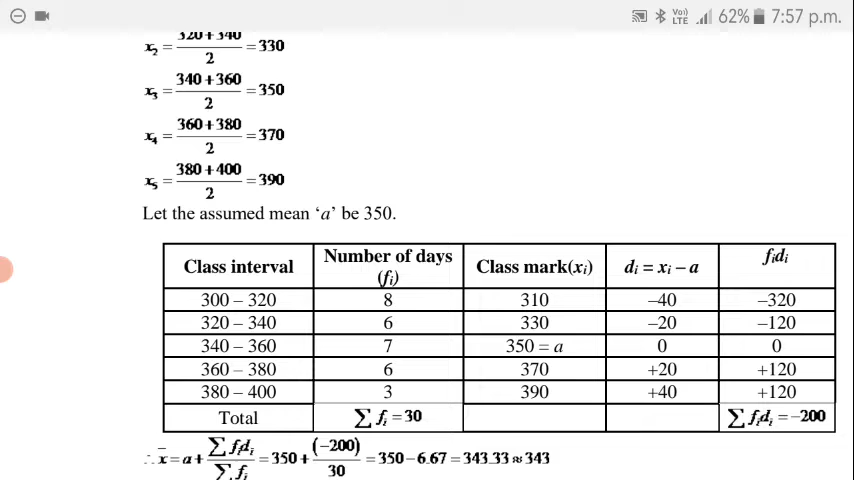 62% 7:57 p.m.
Vo)) LTE
x₂ = 320+340/2 = 330
x₃ = 340+360/2 = 350
x₄ = 360+380/2 = 370
x₅ = 380+400/2 = 390
Let the assumed mean ‘a’ be 350.
Class interval Number of days (fᵢ) Class mark(xᵢ) dᵢ = xᵢ – a fᵢdᵢ
300 – 320 8 310 –40 –320
320 – 340 6 330 –20 –120
340 – 360 7 350 = a 0 0
360 – 380 6 370 +20 +120
380 – 400 3 390 +40 +120
Total ∑ fᵢ = 30 ∑ fᵢdᵢ = –200
∴ x̄ = a + ∑ fᵢdᵢ/∑ fᵢ = 350 + (–200)/30 = 350 – 6.67 = 343.33 ≈ 343